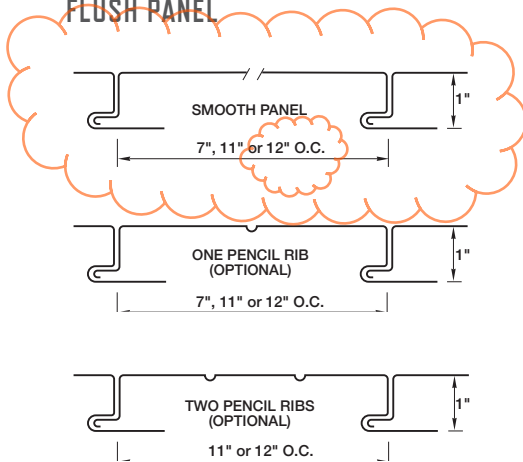 FLUSH PANEL
SMOOTH PANEL
1"
7", 11" or 12" O.C.
ONE PENCIL RIB
(OPTIONAL)
1"
7", 11" or 12" O.C.
TWO PENCIL RIBS
(OPTIONAL)
1"
11" or 12" O.C.